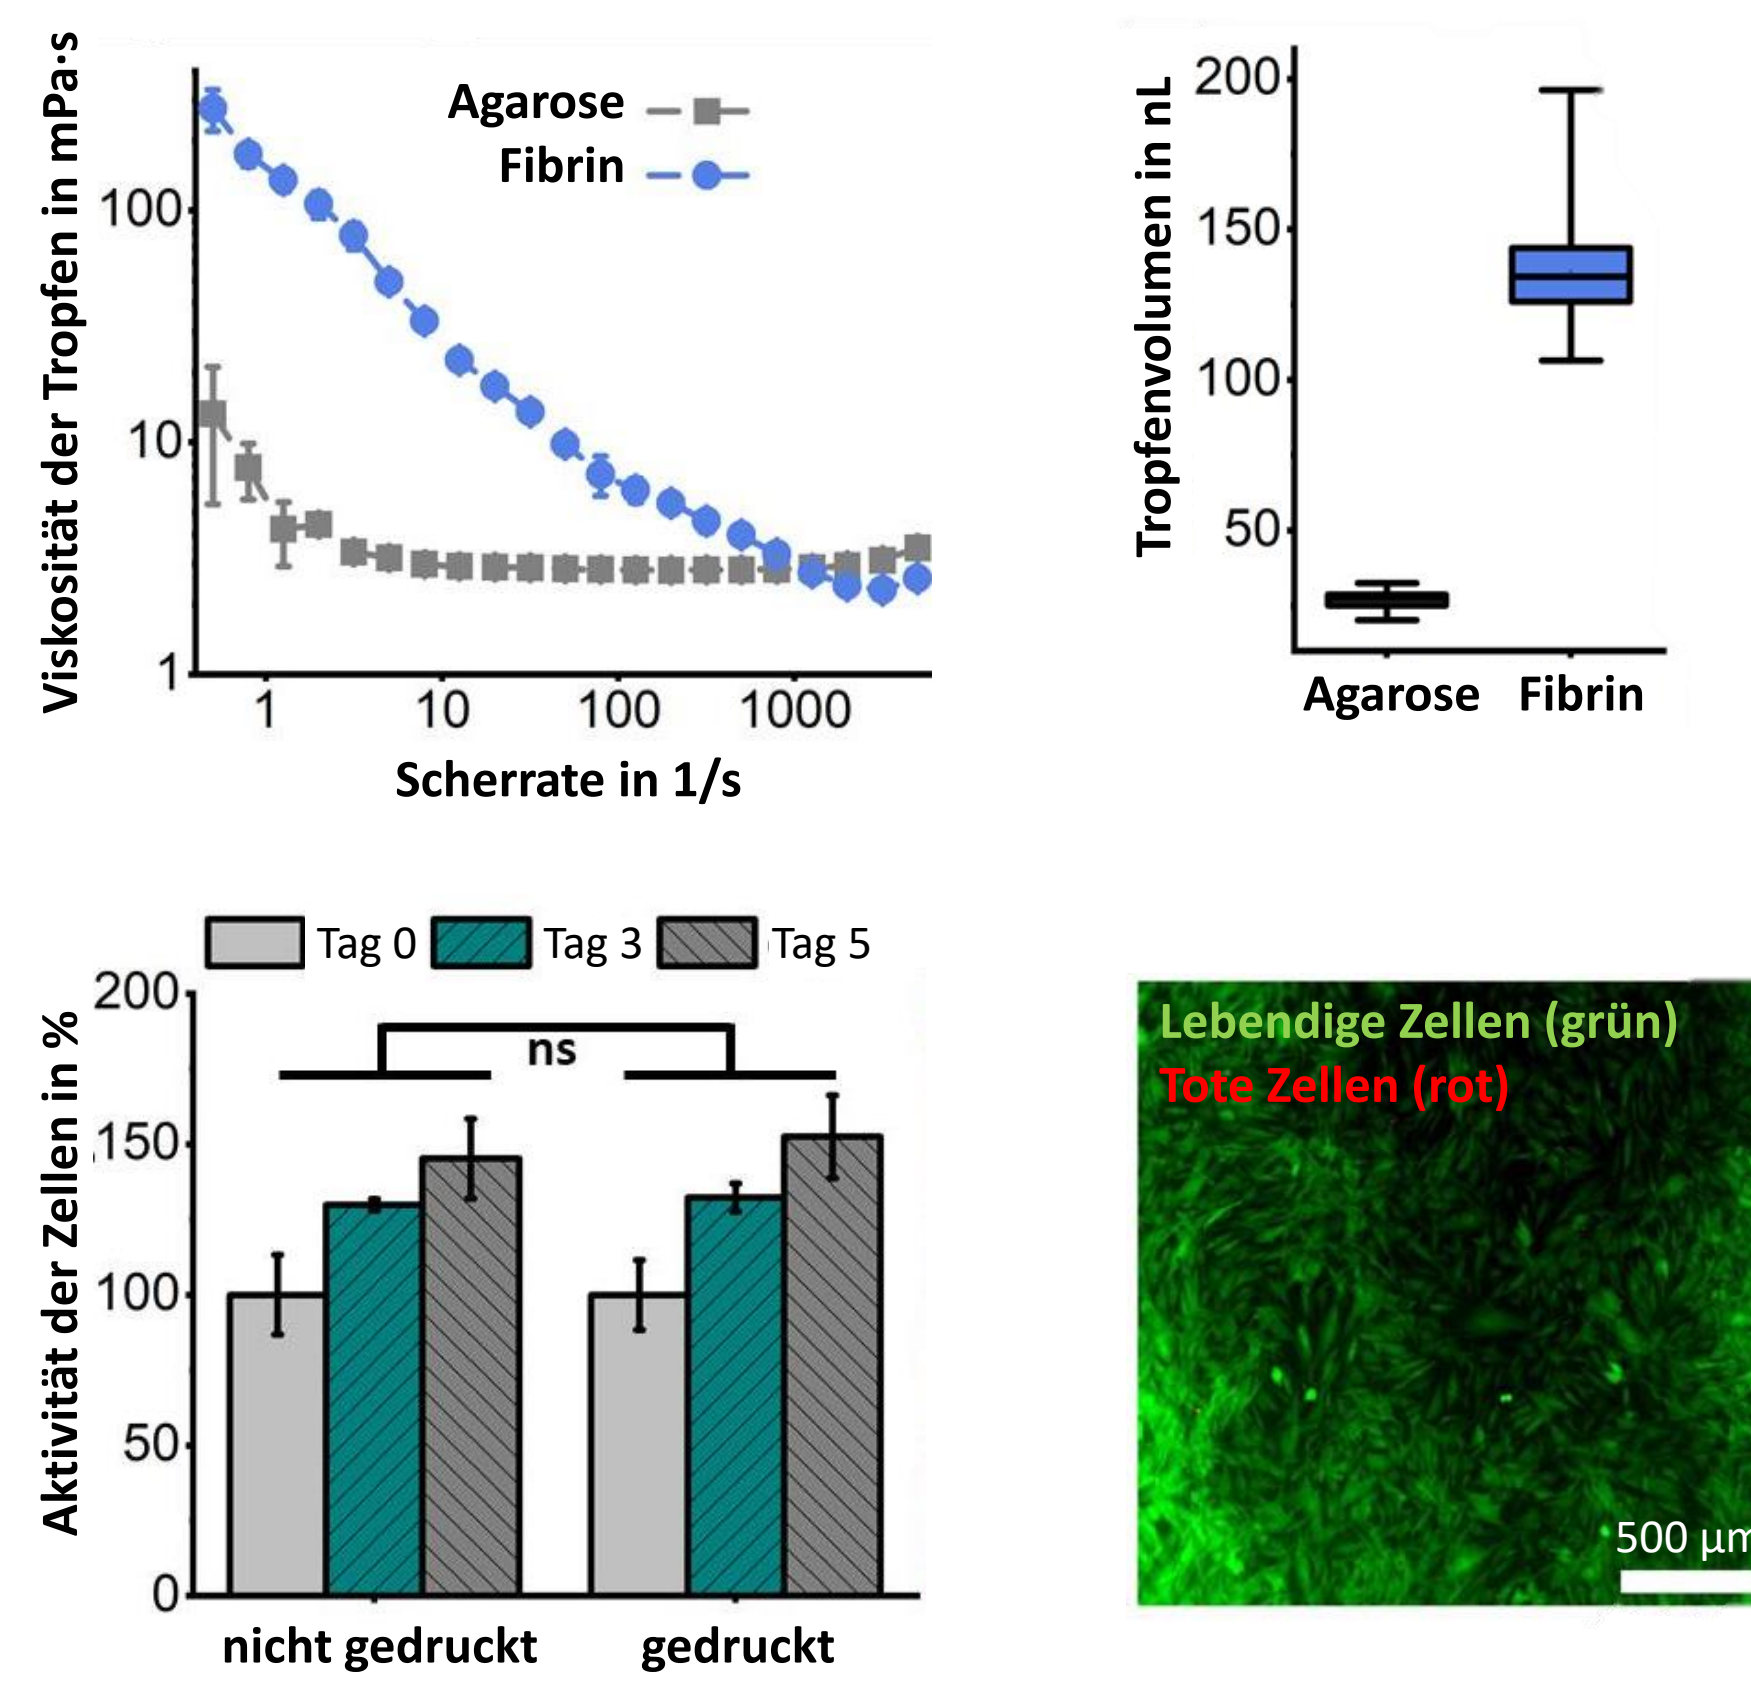 Viskosität der Tropfen in mPa·s
100
10
1
Agarose
Fibrin
1
10
100
1000
Scherrate in 1/s
Tropfenvolumen in nL
200
150
100
50
Agarose
Fibrin
Tag 0
Tag 3
Tag 5
Aktivität der Zellen in %
200
150
100
50
0
ns
nicht gedruckt
gedruckt
Lebendige Zellen (grün)
Tote Zellen (rot)
500 µm